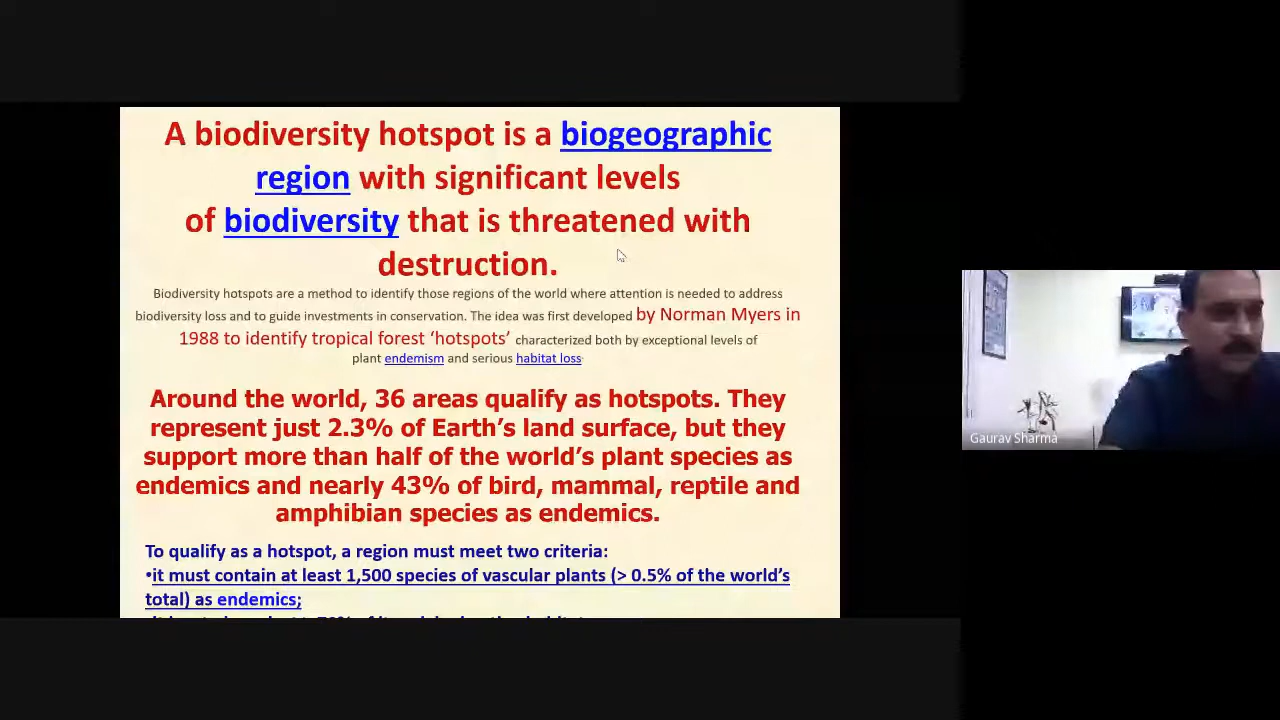 A biodiversity hotspot is a biogeographic
region with significant levels
of biodiversity that is threatened with
destruction.
Biodiversity hotspots are a method to identify those regions of the world where attention is needed to address
biodiversity loss and to guide investments in conservation. The idea was first developed by Norman Myers in
1988 to identify tropical forest ‘hotspots’ characterized both by exceptional levels of
plant endemism and serious habitat loss
Around the world, 36 areas qualify as hotspots. They
represent just 2.3% of Earth’s land surface, but they
support more than half of the world’s plant species as
endemics and nearly 43% of bird, mammal, reptile and
amphibian species as endemics.
To qualify as a hotspot, a region must meet two criteria:
•it must contain at least 1,500 species of vascular plants (> 0.5% of the world’s
total) as endemics;
Gaurav Sharma